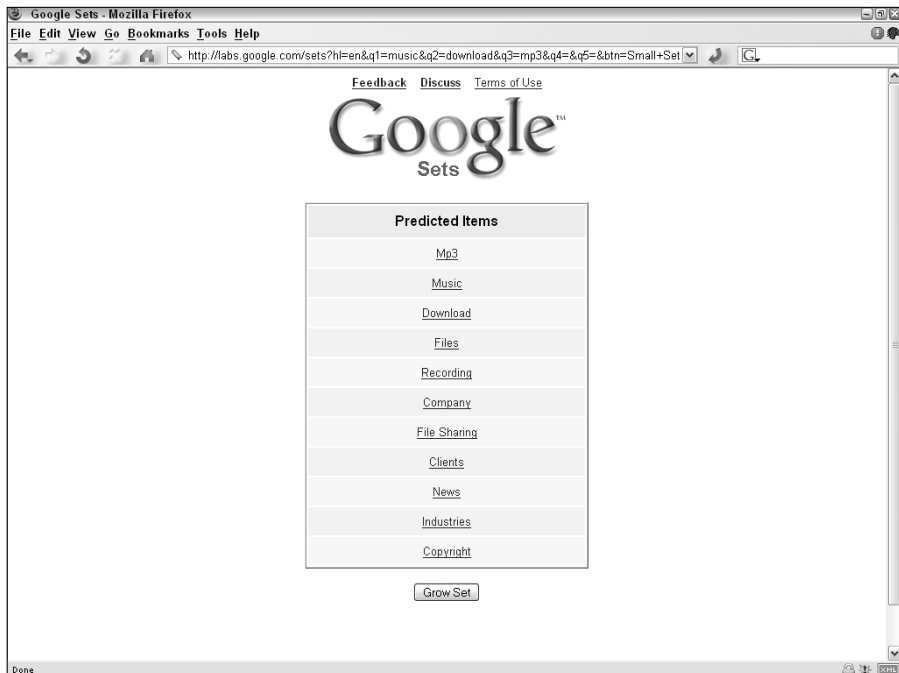 Google Sets - Mozilla Firefox
File Edit View Go Bookmarks Tools Help
http://labs.google.com/sets?hl=en&q1=music&q2=download&q3=mp3&q4=&q5=&btn=Small+Set
G
Feedback Discuss Terms of Use
Google™
Sets
Predicted Items
Mp3
Music
Download
Files
Recording
Company
File Sharing
Clients
News
Industries
Copyright
Grow Set
Done
XML